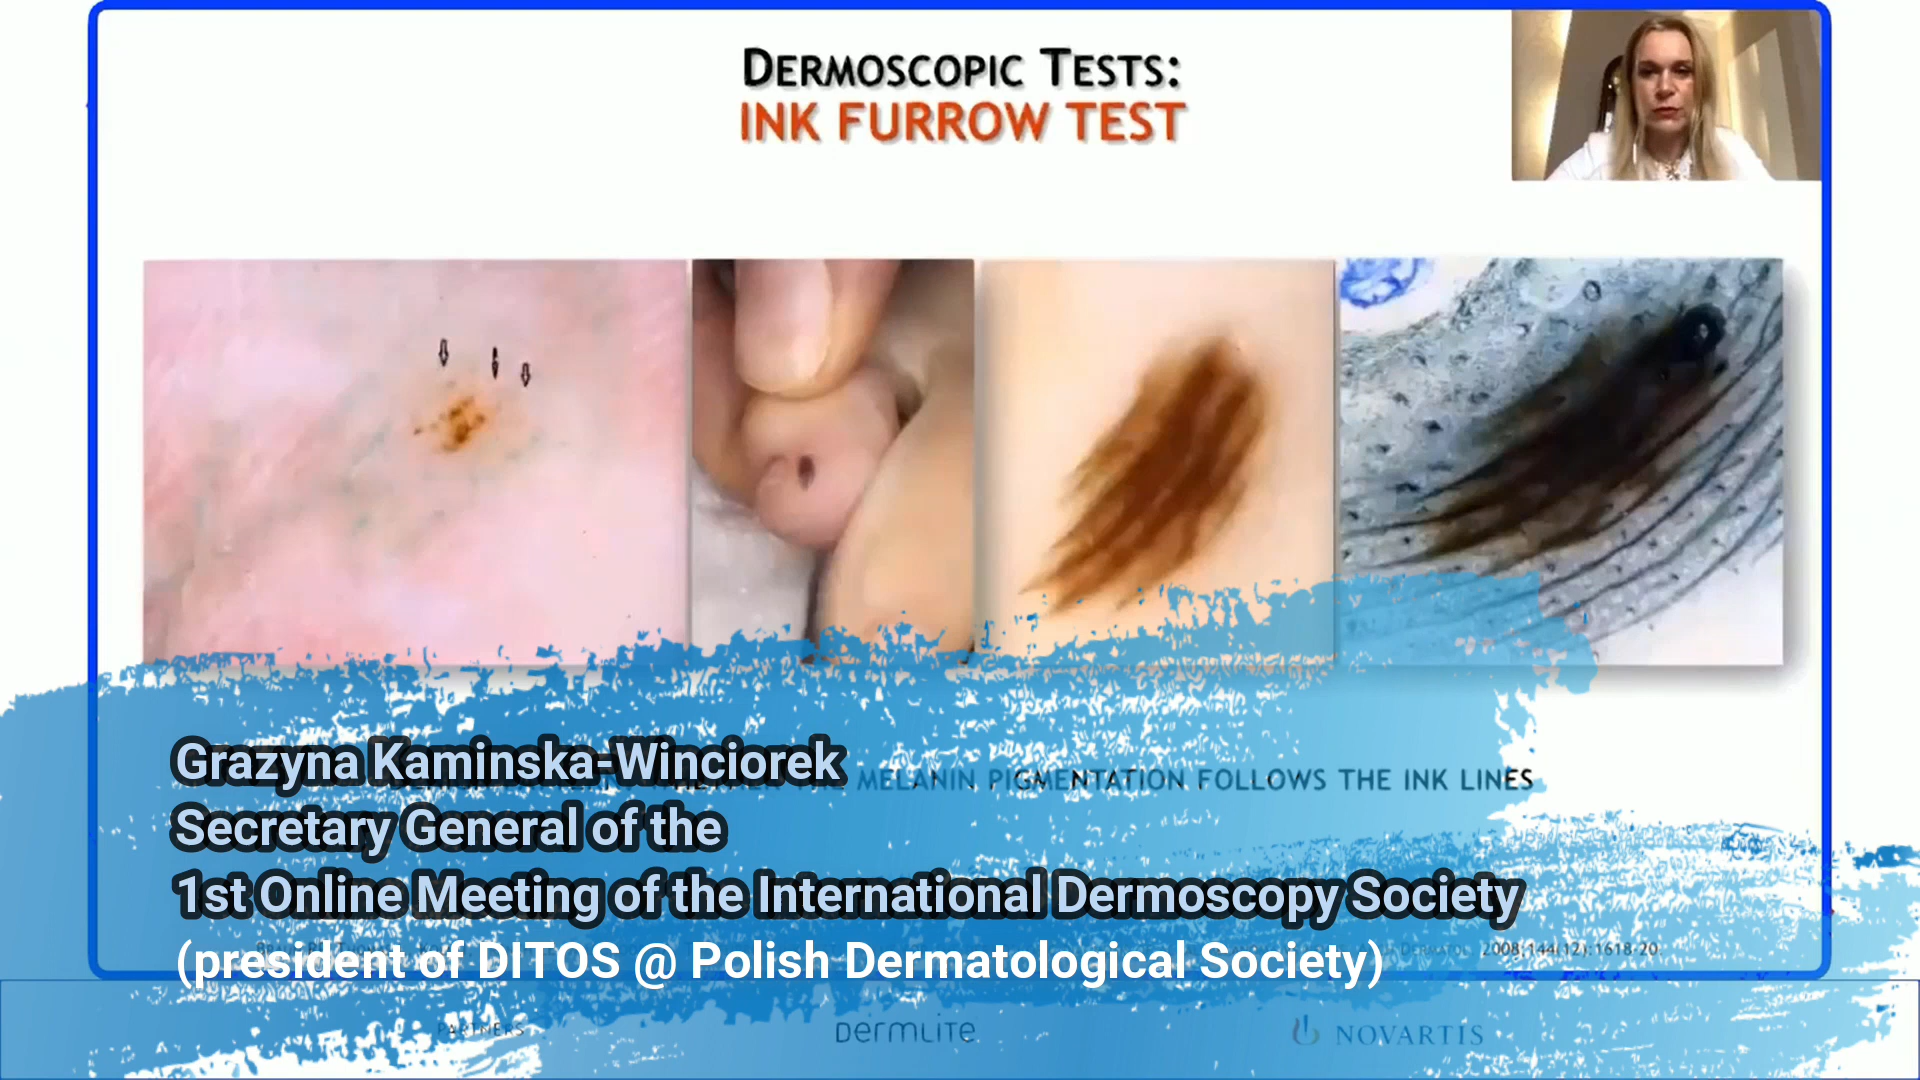 DERMOSCOPIC TESTS:
INK FURROW TEST
MELANIN PIGMENTATION FOLLOWS THE INK LINES
Grazyna Kaminska-Winciorek
Secretary General of the
1st Online Meeting of the International Dermoscopy Society
(president of DITOS @ Polish Dermatological Society)
2008;144(12):1618-20
PARTNERS
DERMLITE
NOVARTIS